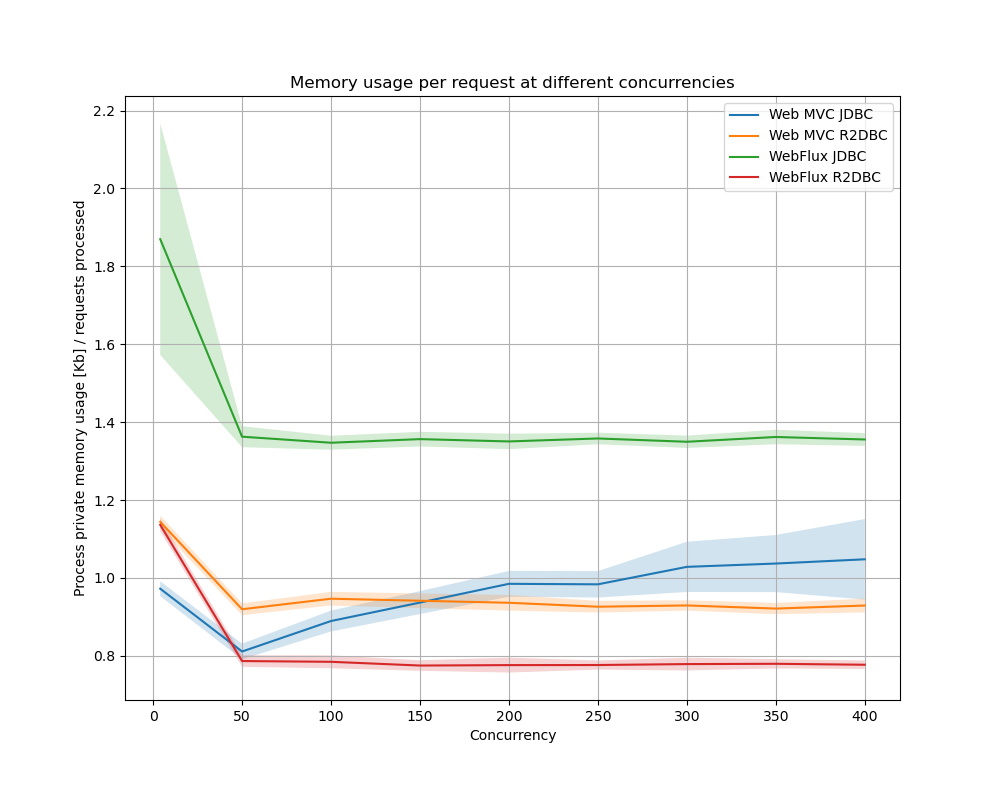 Memory usage per request at different concurrencies
Web MVC JDBC
Web MVC R2DBC
WebFlux JDBC
WebFlux R2DBC
Process private memory usage [Kb] / requests processed
2.2
2.0
1.8
1.6
1.4
1.2
1.0
0.8
0 50 100 150 200 250 300 350 400
Concurrency